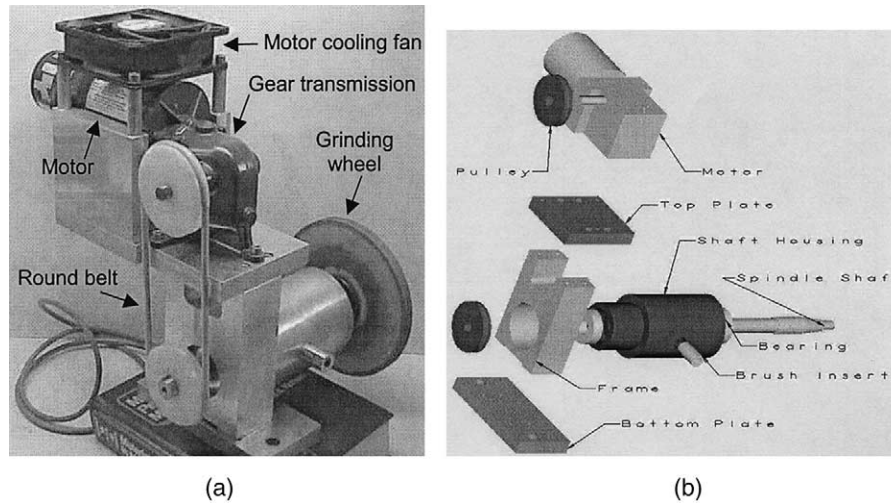 Motor cooling fan
Gear transmission
Motor
Grinding
wheel
Round belt
(a)
Pulley
Motor
Top Plate
Shaft Housing
Spindle Shaf
Bearing
Brush Insert
Frame
Bottom Plate
(b)